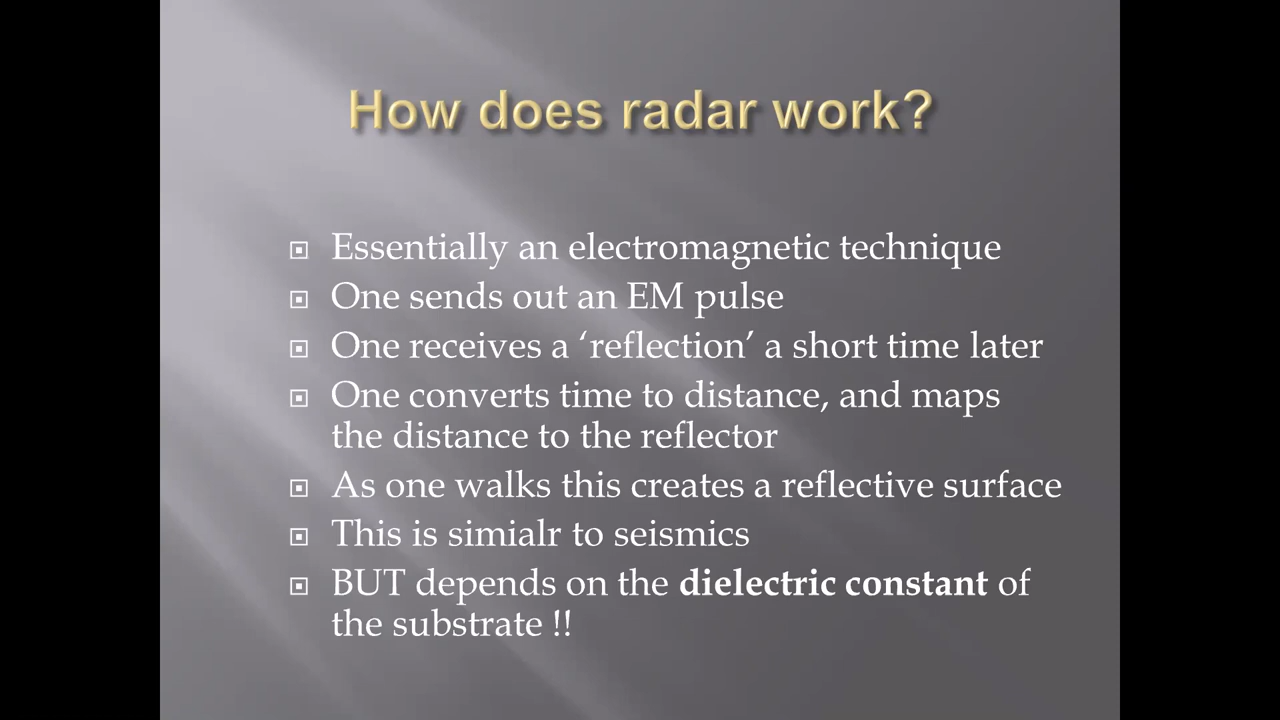 How does radar work?
Essentially an electromagnetic technique
One sends out an EM pulse
One receives a ‘reflection’ a short time later
One converts time to distance, and maps
the distance to the reflector
As one walks this creates a reflective surface
This is simialr to seismics
BUT depends on the dielectric constant of
the substrate !!